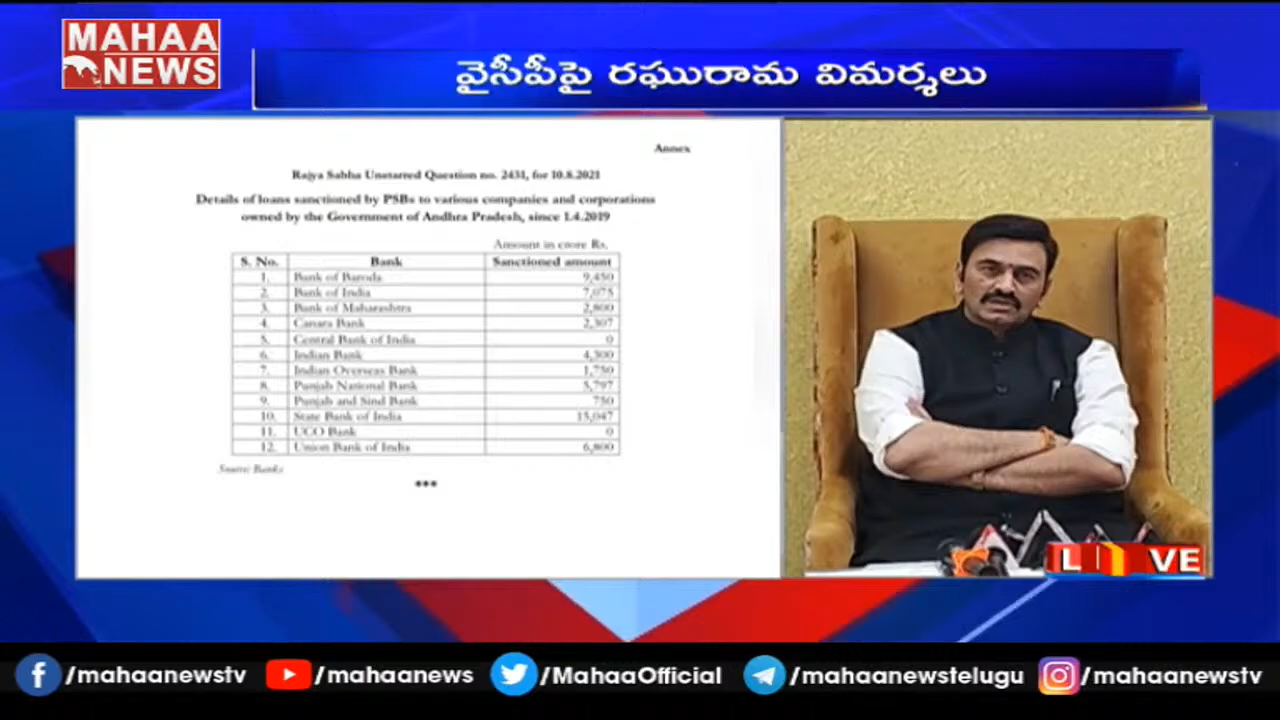 MAHAA
NEWS
వైసీపీపై రఘురామ విమర్శలు
Annex
Rajya Sabha Unstarred Question no. 2431, for 10.8.2021
Details of loans sanctioned by PSBs to various companies and corporations
owned by the Government of Andhra Pradesh, since 1.4.2019
Amount in crore Rs.
S. No. Bank Sanctioned amount
1. Bank of Baroda 9,450
2. Bank of India 7,075
3. Bank of Maharashtra 2,800
4. Canara Bank 2,307
5. Central Bank of India 0
6. Indian Bank 4,300
7. Indian Overseas Bank 1,750
8. Punjab National Bank 5,797
9. Punjab and Sind Bank 750
10. State Bank of India 15,047
11. UCO Bank 0
12. Union Bank of India 6,800
Source: Banks
***
LIVE
/mahaanewstv /mahaanews /MahaaOfficial /mahaanewstelugu /mahaanewstv